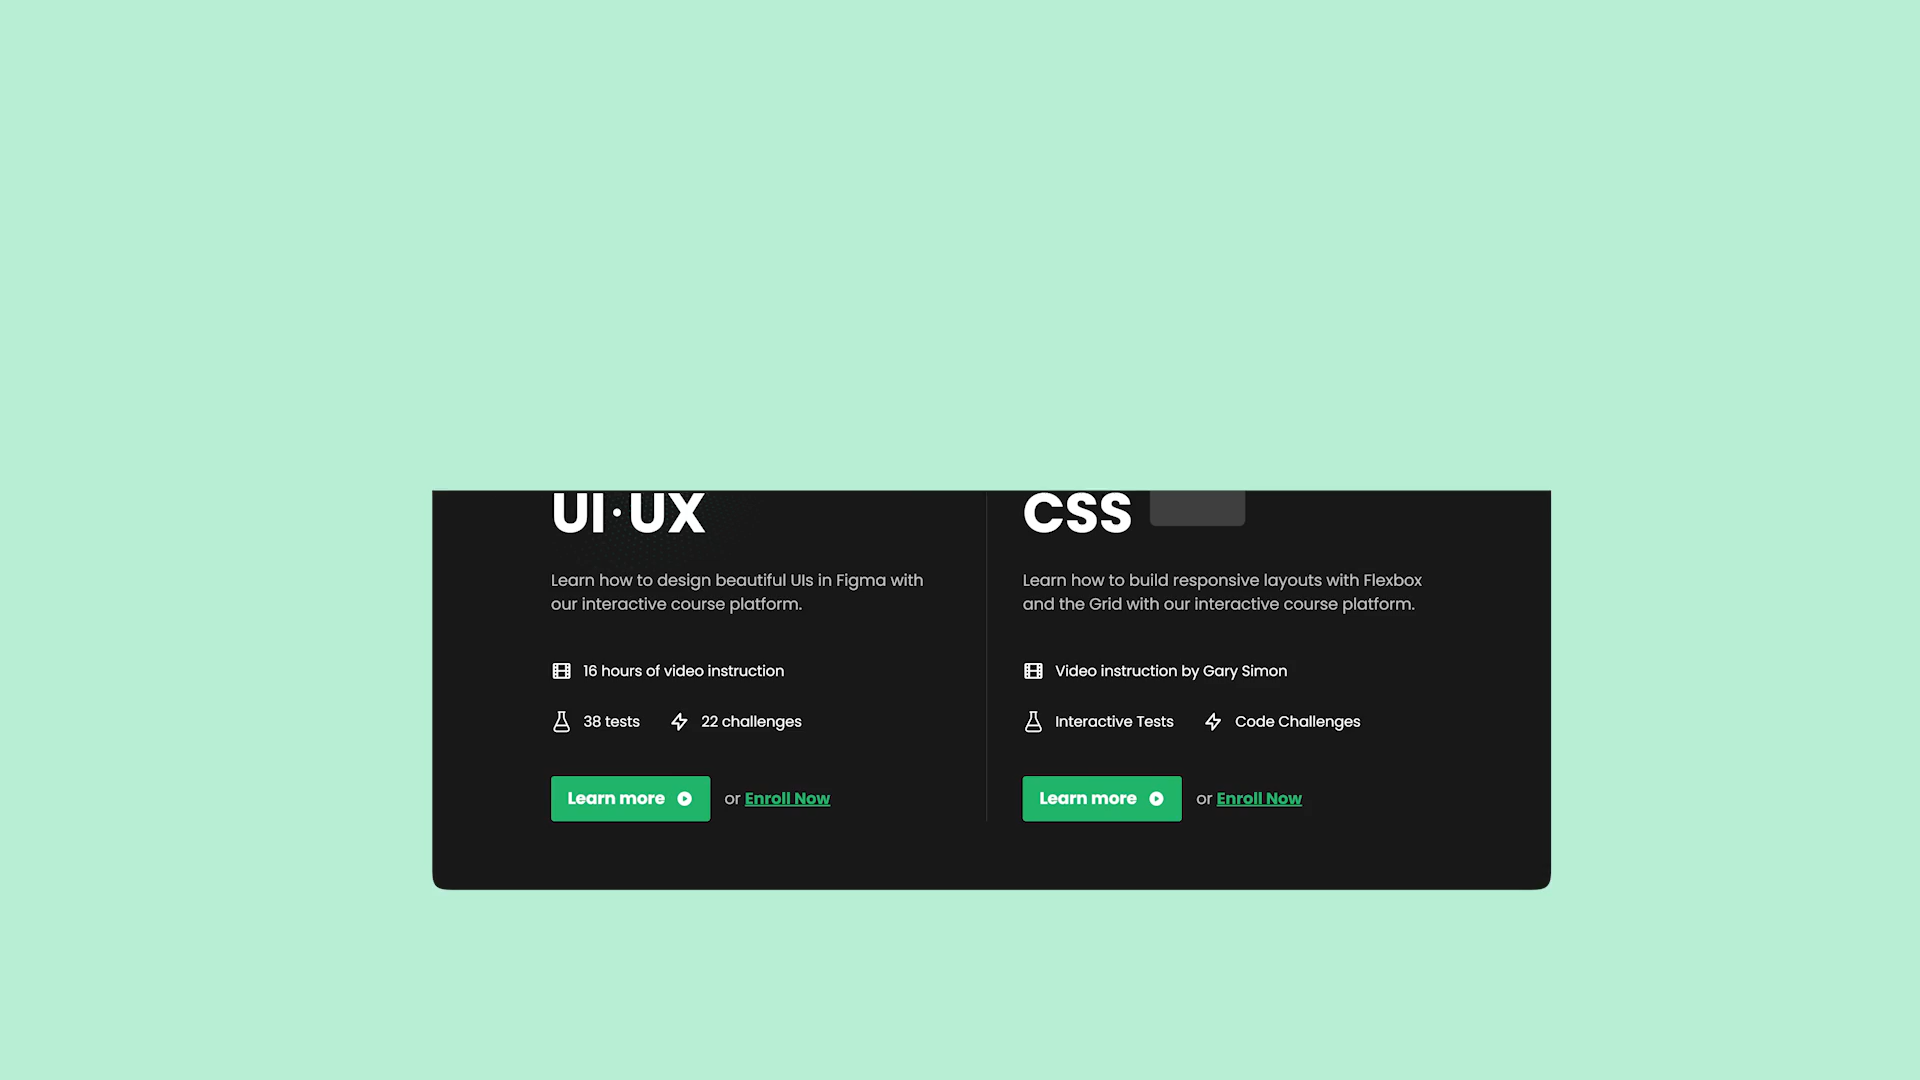 UI·UX
Learn how to design beautiful UIs in Figma with
our interactive course platform.
16 hours of video instruction
38 tests
22 challenges
Learn more
or Enroll Now
CSS
Learn how to build responsive layouts with Flexbox
and the Grid with our interactive course platform.
Video instruction by Gary Simon
Interactive Tests
Code Challenges
Learn more
or Enroll Now